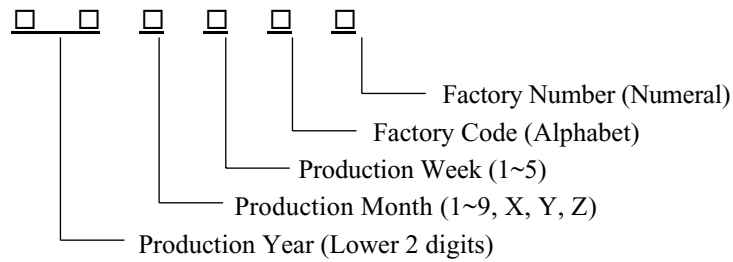 □ □ □ □ □ □
Factory Number (Numeral)
Factory Code (Alphabet)
Production Week (1~5)
Production Month (1~9, X, Y, Z)
Production Year (Lower 2 digits)